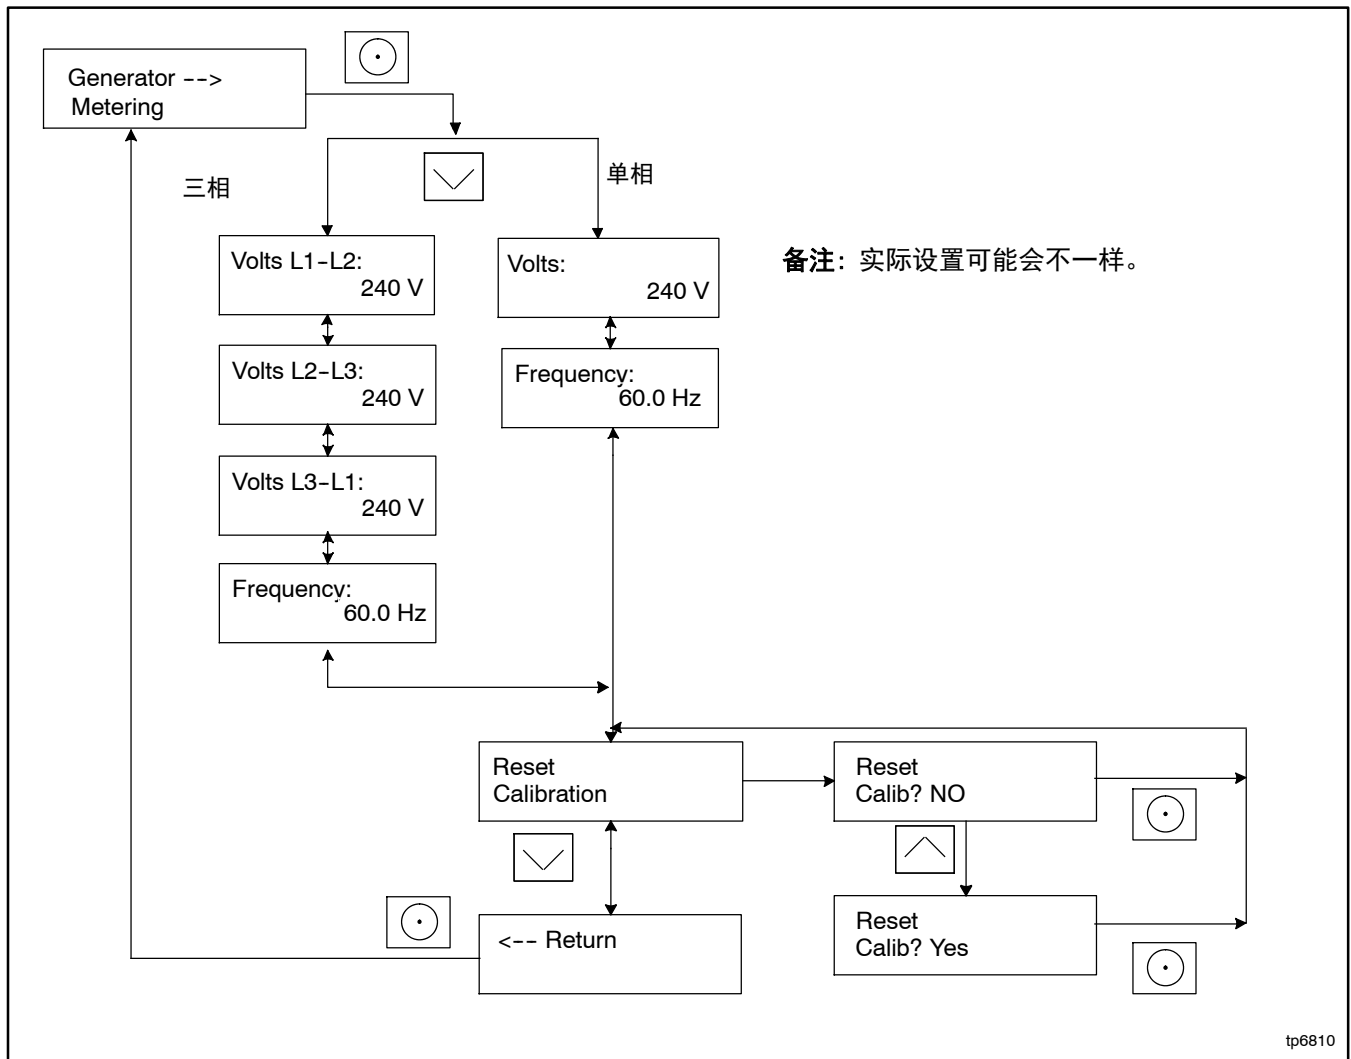 Generator -->
Metering
三相
单相
Volts L1-L2:
240 V
Volts L2-L3:
240 V
Volts L3-L1:
240 V
Frequency:
60.0 Hz
Volts:
240 V
Frequency:
60.0 Hz
备注：实际设置可能会不一样。
Reset
Calibration
Reset
Calib? NO
Reset
Calib? Yes
<-- Return
tp6810